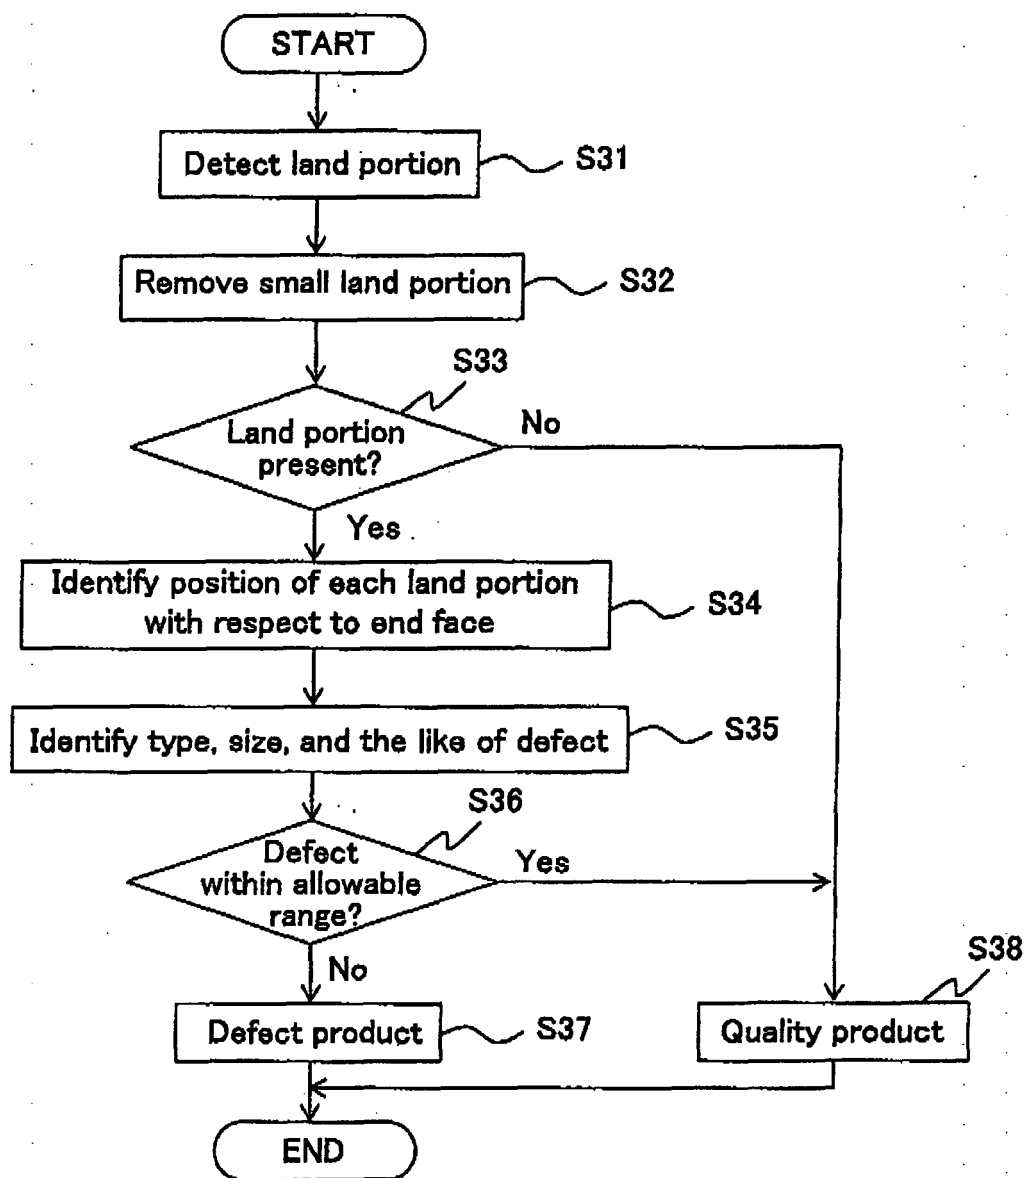 START
Detect land portion
S31
Remove small land portion
S32
S33
Land portion
present?
No
Yes
Identify position of each land portion
with respect to end face
S34
Identify type, size, and the like of defect
S35
S36
Defect
within allowable
range?
Yes
No
Defect product
S37
S38
Quality product
END